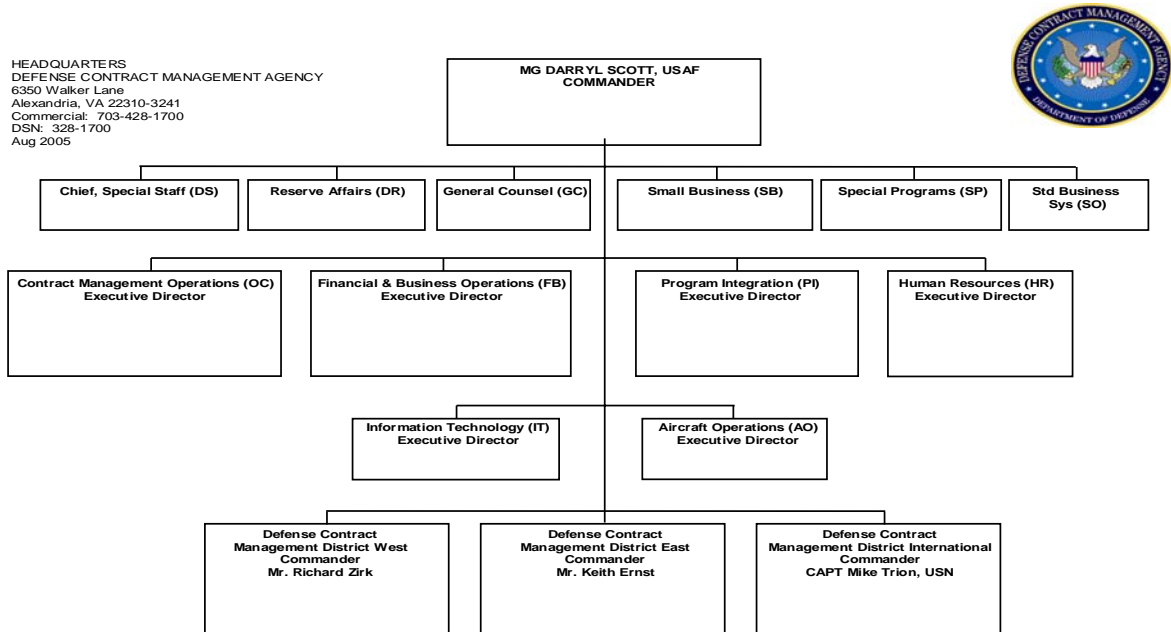 HEADQUARTERS
DEFENSE CONTRACT MANAGEMENT AGENCY
6350 Walker Lane
Alexandria, VA 22310-3241
Commercial: 703-428-1700
DSN: 328-1700
Aug 2005
MG DARRYL SCOTT, USAF
COMMANDER
DEFENSE CONTRACT MANAGEMENT AGENCY
DEPARTMENT OF DEFENSE
Chief, Special Staff (DS)
Reserve Affairs (DR)
General Counsel (GC)
Small Business (SB)
Special Programs (SP)
Std Business
Sys (SO)
Contract Management Operations (OC)
Executive Director
Financial & Business Operations (FB)
Executive Director
Program Integration (PI)
Executive Director
Human Resources (HR)
Executive Director
Information Technology (IT)
Executive Director
Aircraft Operations (AO)
Executive Director
Defense Contract
Management District West
Commander
Mr. Richard Zirk
Defense Contract
Management District East
Commander
Mr. Keith Ernst
Defense Contract
Management District International
Commander
CAPT Mike Trion, USN